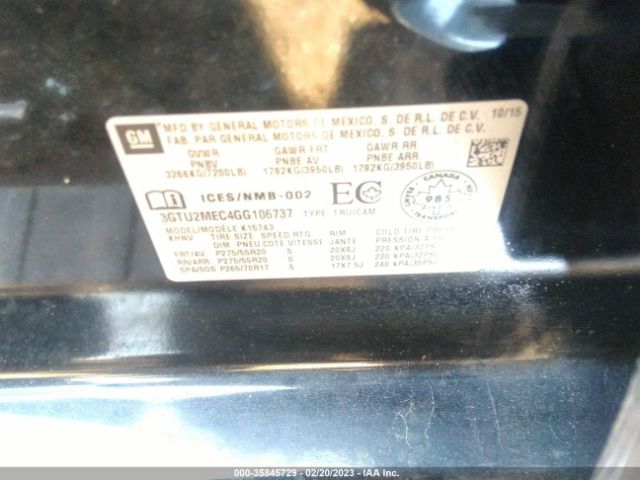 GM
MFD BY GENERAL MOTORS DE MEXICO, S. DE R.L. DE C.V. 10/15
FAB. PAR GENERAL MOTORS DE MEXICO, S. DE R.L. DE C.V.
GVWR GAWR FRT GAWR RR
PNBV PNBE AV PNBE ARR
3266KG(7200LB) 1792KG(3950LB) 1792KG(3950LB)
ICES/NMB-002 EC
CANADA
985
3GTU2MEC4GG106737 TYPE: TRU/CAM
MODEL/MODÈLE K15743
TIRE SIZE SPEED RTG RIM COLD TIRE
DIM. PNEU COTE VITESSE JANTE PRESSION À
FRT/AV P275/55R20 S 20X9J 220 KPA(32PSI
RR/ARR P275/55R20 S 20X9J 220 KPA(32PSI
SPA/SOS P265/70R17 S 17X7.5J 240 KPA(35PSI
000-35845729 - 02/20/2023 - IAA Inc.